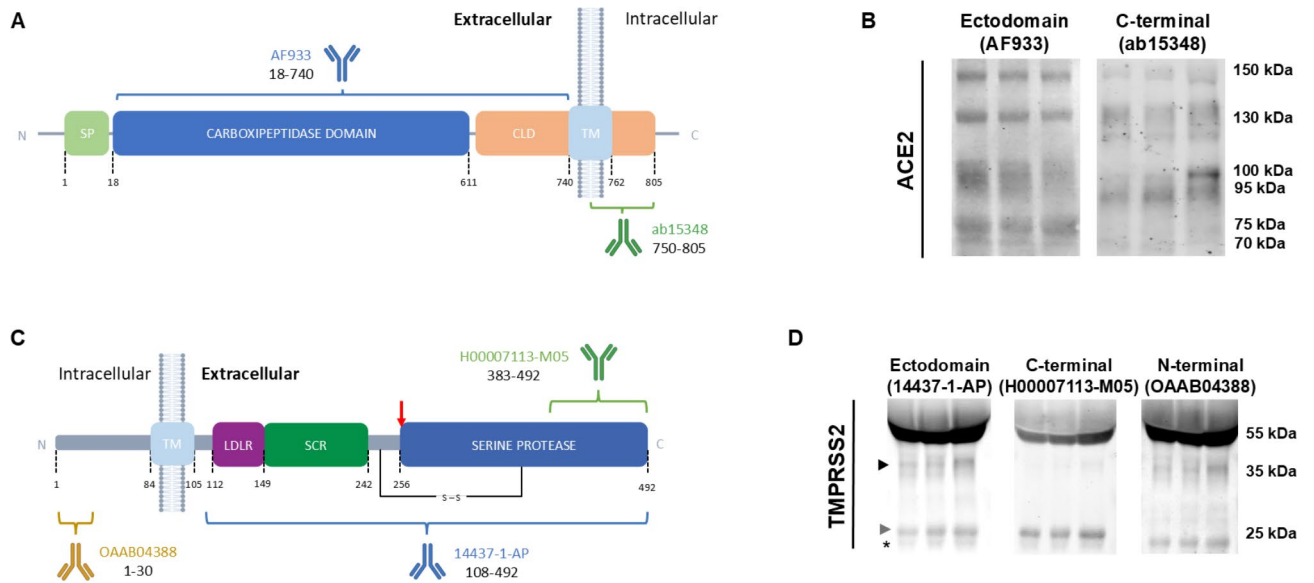 A
Extracellular
Intracellular
AF933
18-740
N
SP
CARBOXIPEPTIDASE DOMAIN
CLD
TM
C
1
18
611
740
762
805
ab15348
750-805
B
Ectodomain
(AF933)
C-terminal
(ab15348)
ACE2
150 kDa
130 kDa
100 kDa
95 kDa
75 kDa
70 kDa
C
Intracellular
Extracellular
H00007113-M05
383-492
N
TM
LDLR
SCR
SERINE PROTEASE
C
1
84
105
112
149
242
256
492
S–S
OAAB04388
1-30
14437-1-AP
108-492
D
Ectodomain
(14437-1-AP)
C-terminal
(H00007113-M05)
N-terminal
(OAAB04388)
TMPRSS2
55 kDa
35 kDa
25 kDa
*